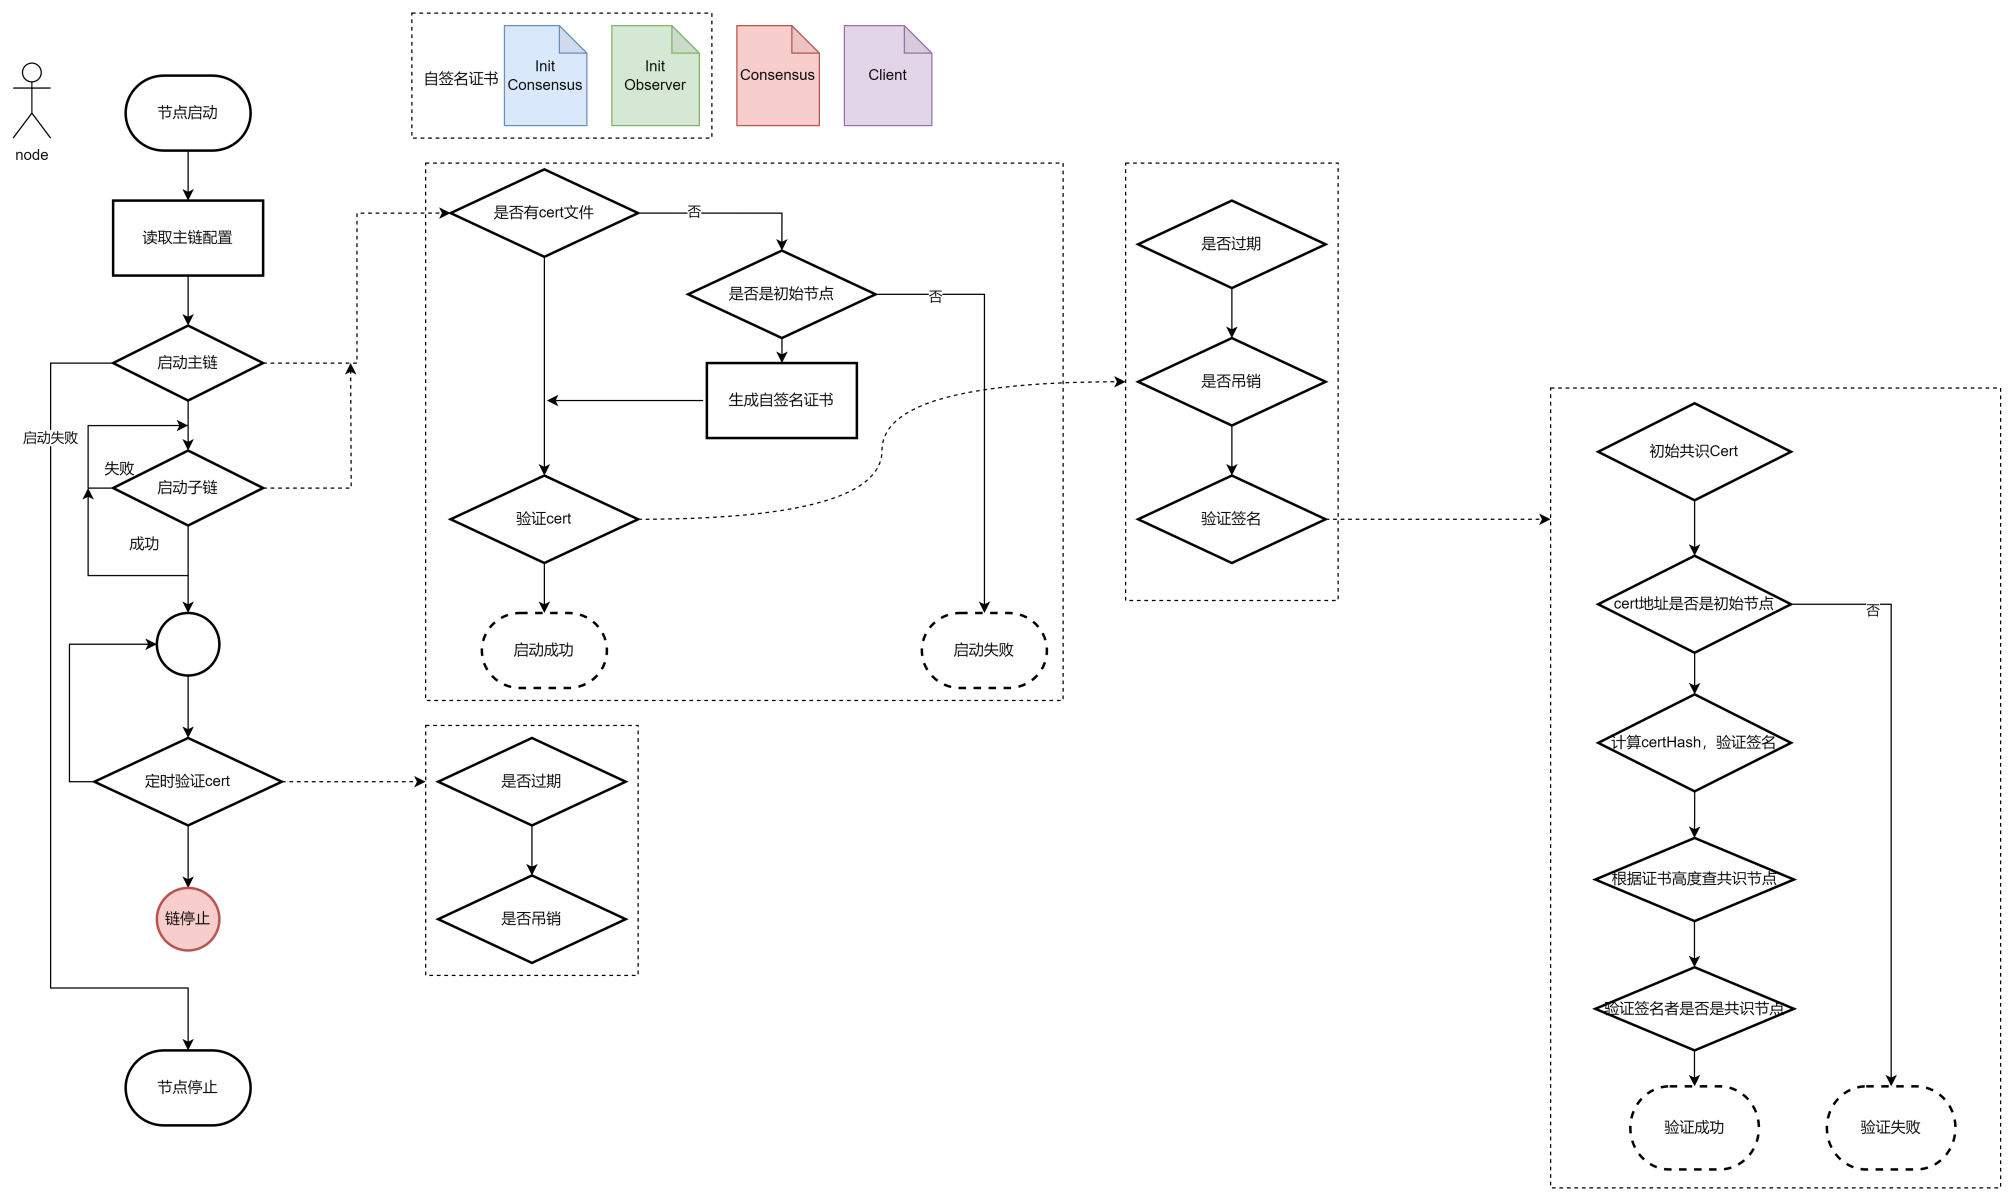 自签名证书
Init
Consensus
Init
Observer
Consensus
Client
node
节点启动
读取主链配置
启动主链
启动失败
失败
启动子链
成功
定时验证cert
链停止
节点停止
是否有cert文件
否
是否是初始节点
否
生成自签名证书
验证cert
启动成功
启动失败
是否过期
是否吊销
是否过期
是否吊销
验证签名
初始共识Cert
cert地址是否是初始节点
否
计算certHash，验证签名
根据证书高度查共识节点
验证签名者是否是共识节点
验证成功
验证失败